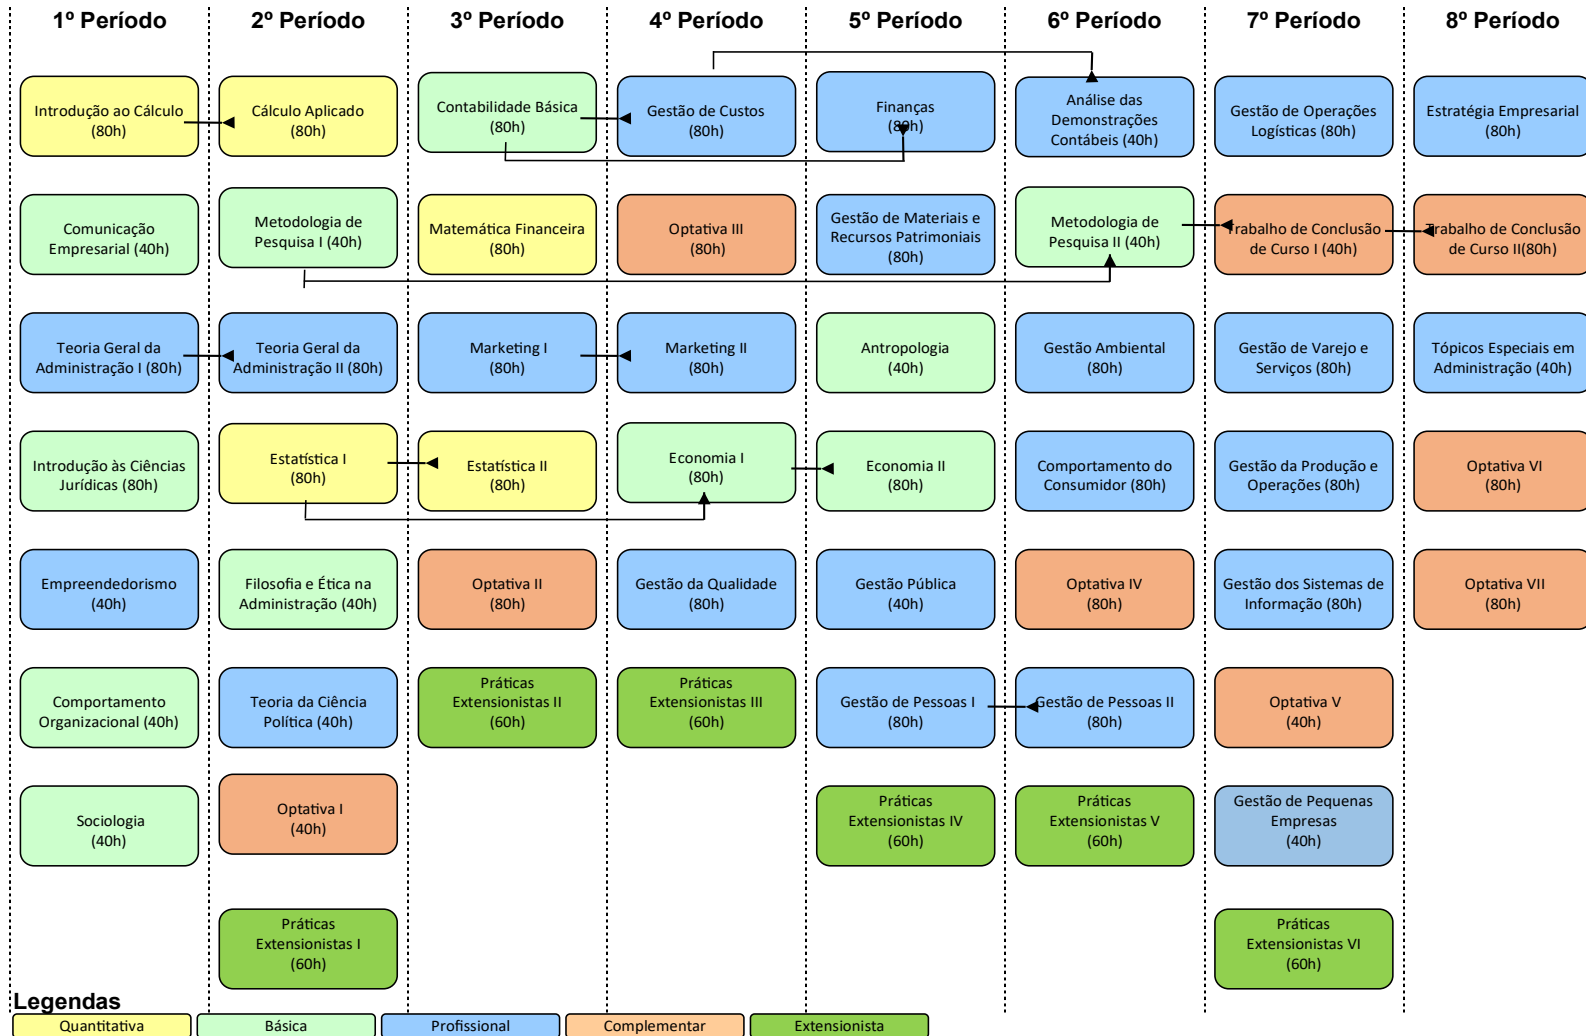 1º Período
2º Período
3º Período
4º Período
5º Período
6º Período
7º Período
8º Período
Introdução ao Cálculo
(80h)
Cálculo Aplicado
(80h)
Contabilidade Básica
(80h)
Gestão de Custos
(80h)
Finanças
(80h)
Análise das
Demonstrações
Contábeis (40h)
Gestão de Operações
Logísticas (80h)
Estratégia Empresarial
(80h)
Comunicação
Empresarial (40h)
Metodologia de
Pesquisa I (40h)
Matemática Financeira
(80h)
Optativa III
(80h)
Gestão de Materiais e
Recursos Patrimoniais
(80h)
Metodologia de
Pesquisa II (40h)
Trabalho de Conclusão
de Curso I (40h)
Trabalho de Conclusão
de Curso II(80h)
Teoria Geral da
Administração I (80h)
Teoria Geral da
Administração II (80h)
Marketing I
(80h)
Marketing II
(80h)
Antropologia
(40h)
Gestão Ambiental
(80h)
Gestão de Varejo e
Serviços (80h)
Tópicos Especiais em
Administração (40h)
Introdução às Ciências
Jurídicas (80h)
Estatística I
(80h)
Estatística II
(80h)
Economia I
(80h)
Economia II
(80h)
Comportamento do
Consumidor (80h)
Gestão da Produção e
Operações (80h)
Optativa VI
(80h)
Empreendedorismo
(40h)
Filosofia e Ética na
Administração (40h)
Optativa II
(80h)
Gestão da Qualidade
(80h)
Gestão Pública
(40h)
Optativa IV
(80h)
Gestão dos Sistemas de
Informação (80h)
Optativa VII
(80h)
Comportamento
Organizacional (40h)
Teoria da Ciência
Política (40h)
Práticas
Extensionistas II
(60h)
Práticas
Extensionistas III
(60h)
Gestão de Pessoas I
(80h)
Gestão de Pessoas II
(80h)
Optativa V
(40h)
Sociologia
(40h)
Optativa I
(40h)
Práticas
Extensionistas IV
(60h)
Práticas
Extensionistas V
(60h)
Gestão de Pequenas
Empresas
(40h)
Práticas
Extensionistas I
(60h)
Práticas
Extensionistas VI
(60h)
Legendas
Quantitativa
Básica
Profissional
Complementar
Extensionista